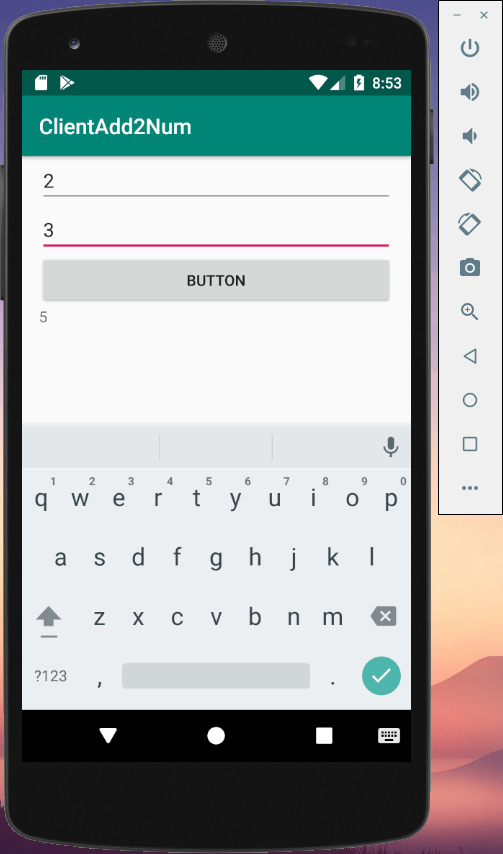 8:53
ClientAdd2Num
2
3
BUTTON
5
1 2 3 4 5 6 7 8 9 0
q w e r t y u i o p
a s d f g h j k l
z x c v b n m
?123 , .